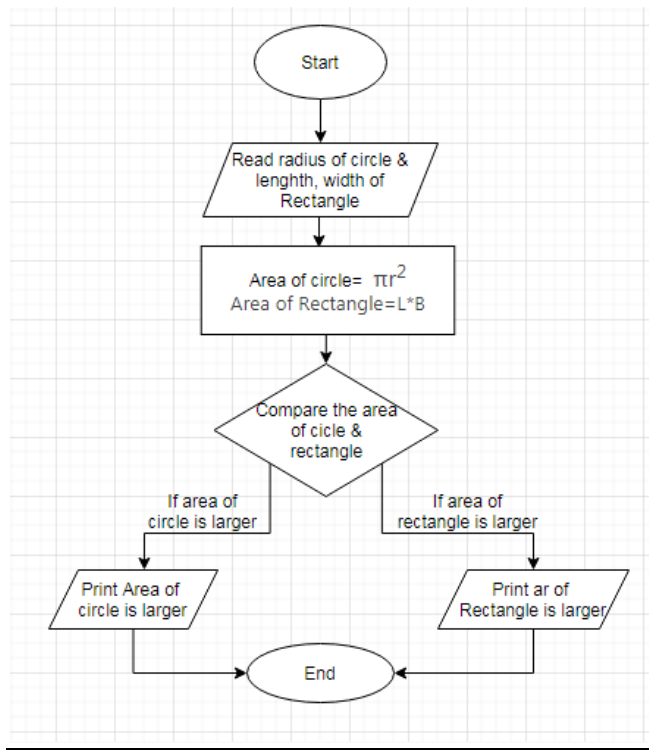 Start
Read radius of circle &
lenghth, width of
Rectangle
Area of circle= πr²
Area of Rectangle=L*B
Compare the area
of cicle &
rectangle
If area of
circle is larger
If area of
rectangle is larger
Print Area of
circle is larger
Print ar of
Rectangle is larger
End